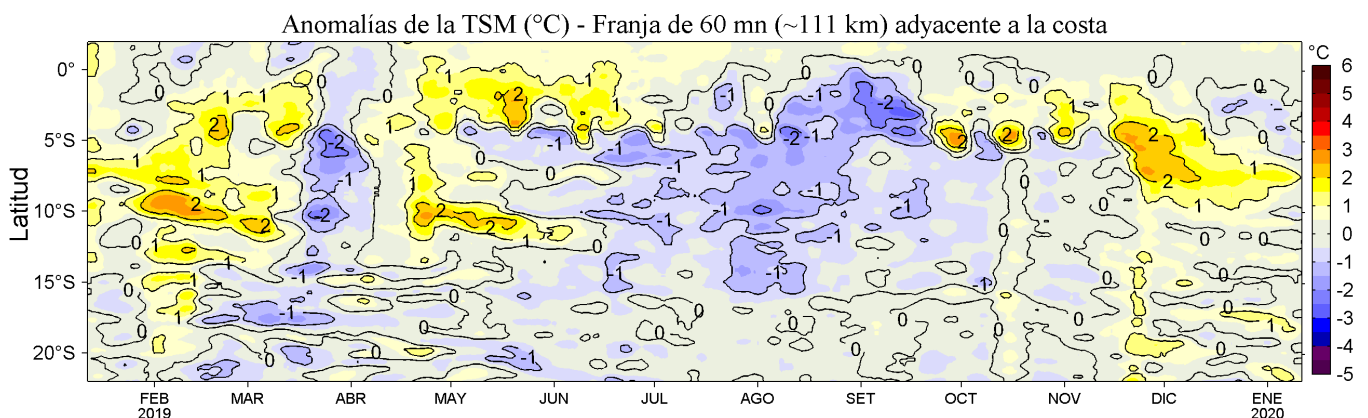 Anomalías de la TSM (°C) - Franja de 60 mn (~111 km) adyacente a la costa
°C
Latitud
0°
5°S
10°S
15°S
20°S
6
5
4
3
2
1
0
-1
-2
-3
-4
-5
FEB MAR ABR MAY JUN JUL AGO SET OCT NOV DIC ENE
2019 2020